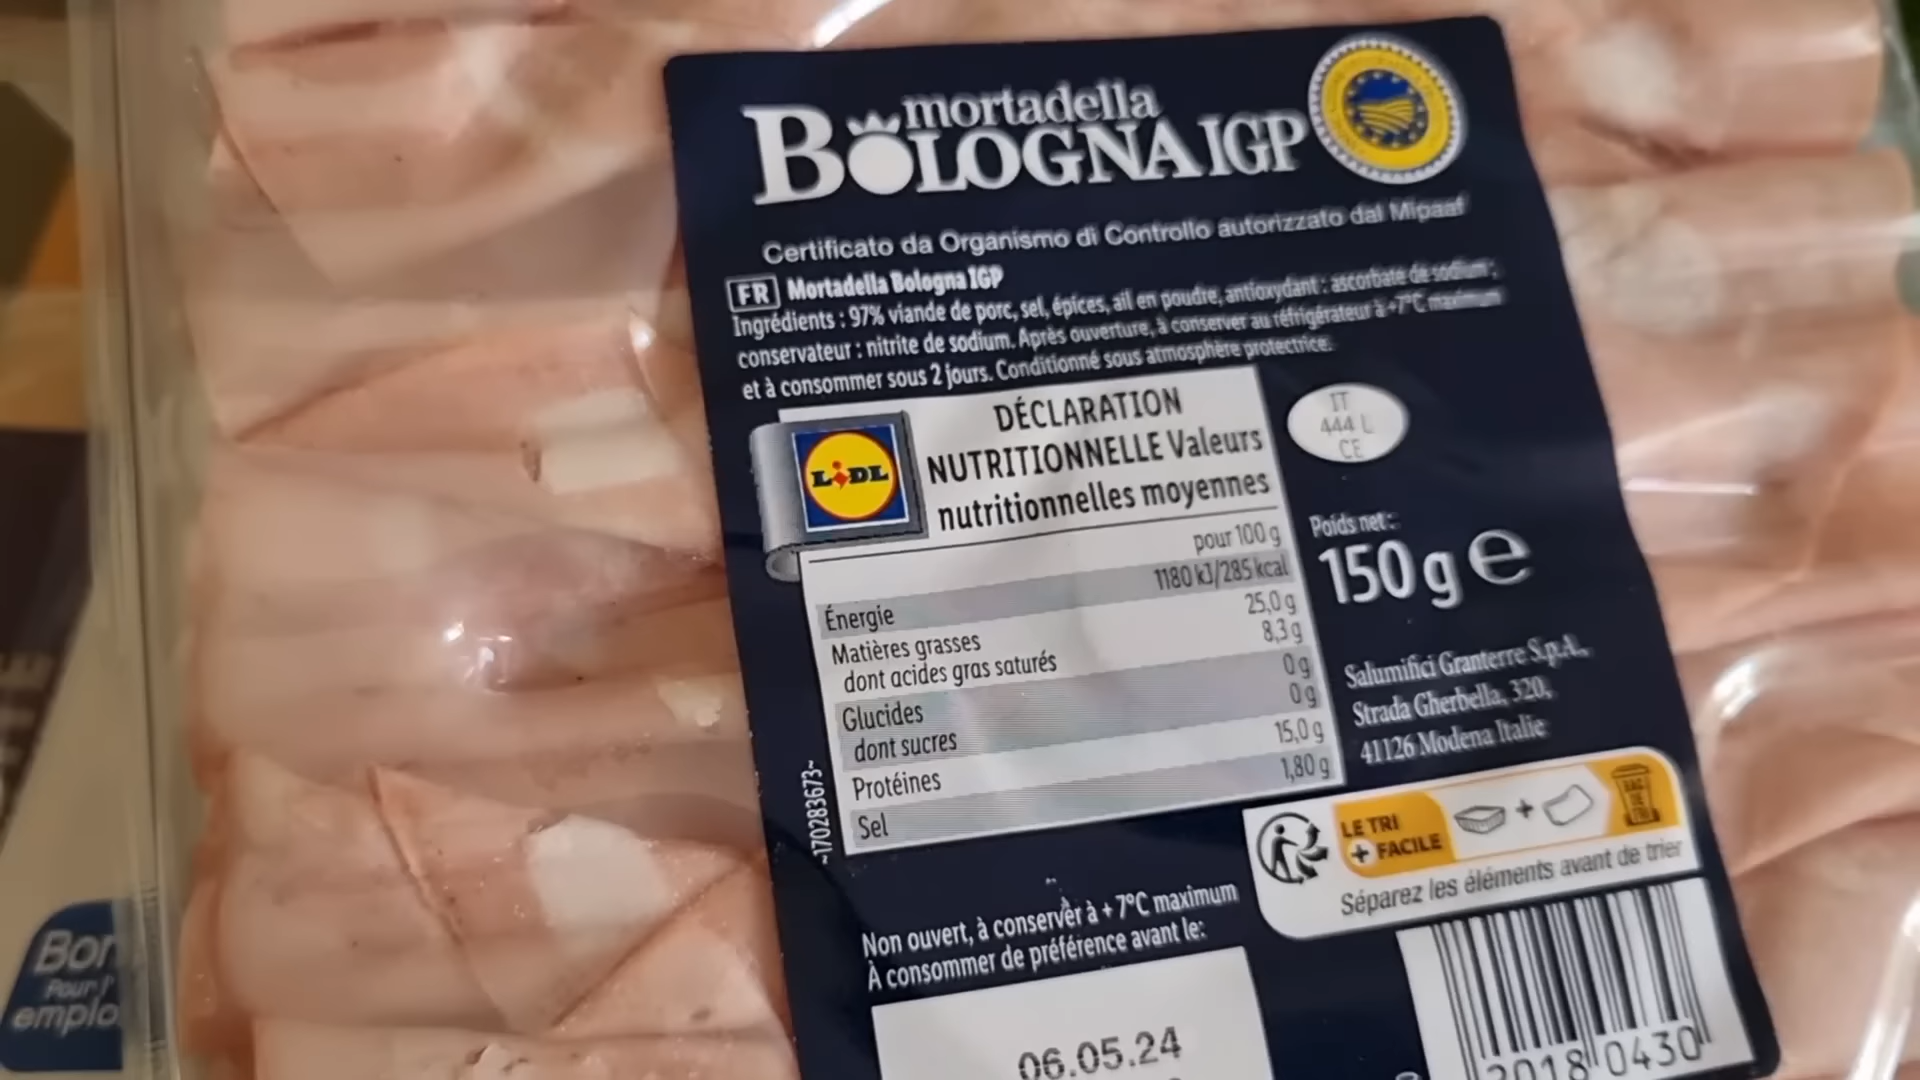 mortadella
BOLOGNA IGP
Certificato da Organismo di Controllo autorizzato dal Mipaaf
FR Mortadella Bologna IGP
Ingrédients : 97% viande de porc, sel, épices, ail en poudre, antioxydant : ascorbate de sodium ;
conservateur : nitrite de sodium. Après ouverture, à conserver au réfrigérateur à +7°C maximum
et à consommer sous 2 jours. Conditionné sous atmosphère protectrice.
LIDL
DÉCLARATION
NUTRITIONNELLE Valeurs
nutritionnelles moyennes
pour 100 g
Énergie 1180 kJ/285 kcal
Matières grasses 25,0 g
dont acides gras saturés 8,3 g
Glucides 0 g
dont sucres 0 g
Protéines 15,0 g
Sel 1,80 g
IT
444 L
CE
Poids net :
150 g e
Salumifici Granterre S.p.A.,
Strada Gherbella, 320,
41126 Modena Italie
~170283673~
LE TRI
+ FACILE
+
BAC
DE
TRI
Séparez les éléments avant de trier
Non ouvert, à conserver à + 7°C maximum
À consommer de préférence avant le:
06.05.24
2018 0430
Bon
Pour l'
emplo